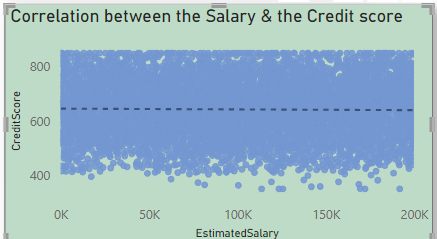 Correlation between the Salary & the Credit score
CreditScore
800
600
400
0K 50K 100K 150K 200K
EstimatedSalary